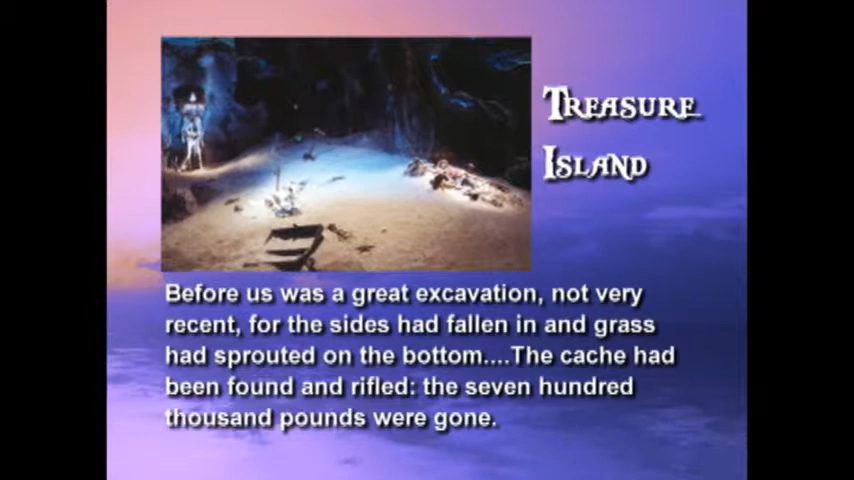 Treasure
Island
Before us was a great excavation, not very
recent, for the sides had fallen in and grass
had sprouted on the bottom....The cache had
been found and rifled: the seven hundred
thousand pounds were gone.